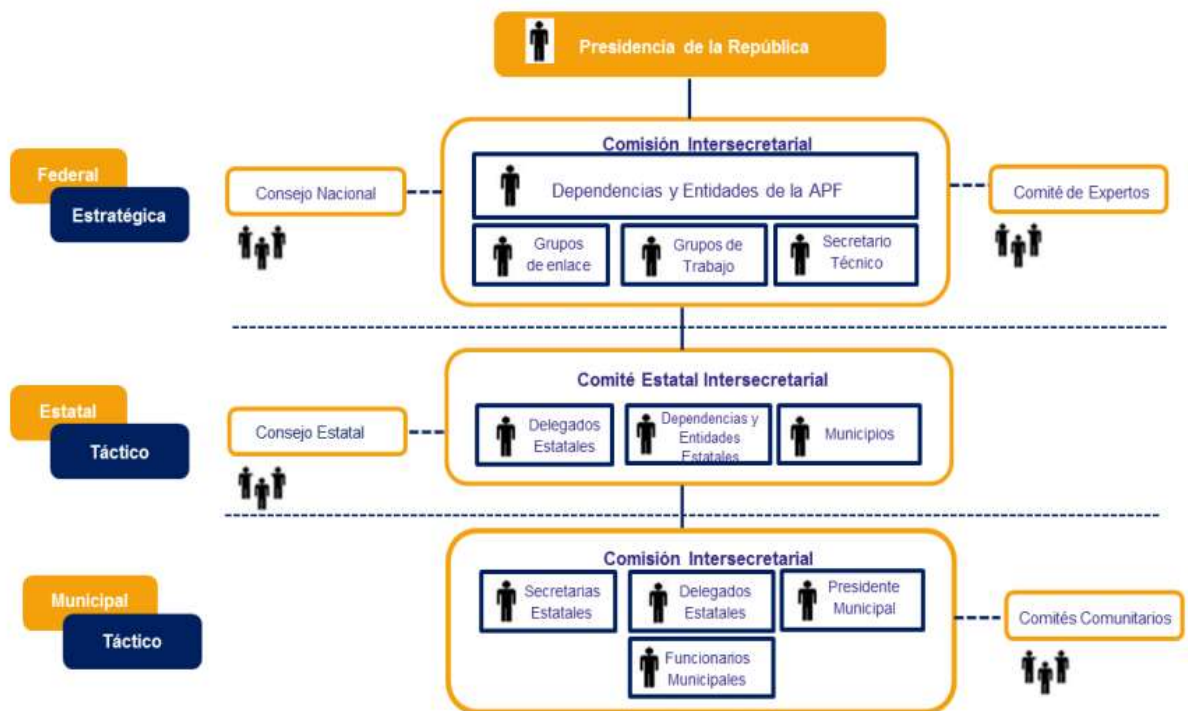 Presidencia de la República
Federal
Estratégica
Consejo Nacional
Comisión Intersecretarial
Dependencias y Entidades de la APF
Grupos
de enlace
Grupos de
Trabajo
Secretario
Técnico
Comité de Expertos
Estatal
Táctico
Consejo Estatal
Comité Estatal Intersecretarial
Delegados
Estatales
Dependencias y
Entidades
Estatales
Municipios
Municipal
Táctico
Comisión Intersecretarial
Secretarias
Estatales
Delegados
Estatales
Presidente
Municipal
Funcionarios
Municipales
Comités Comunitarios